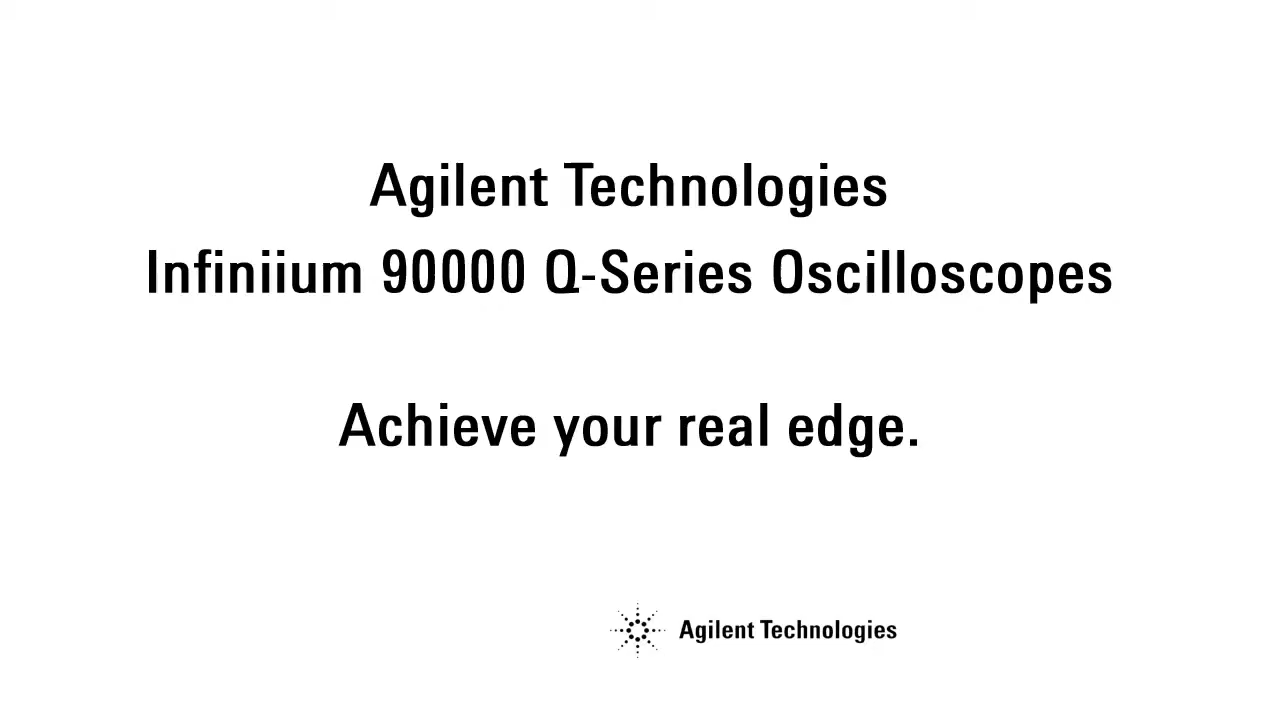 Agilent Technologies
Infiniium 90000 Q-Series Oscilloscopes
Achieve your real edge.
Agilent Technologies